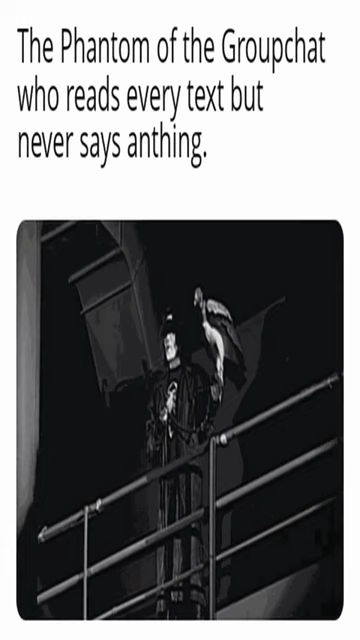 The Phantom of the Groupchat
who reads every text but
never says anthing.